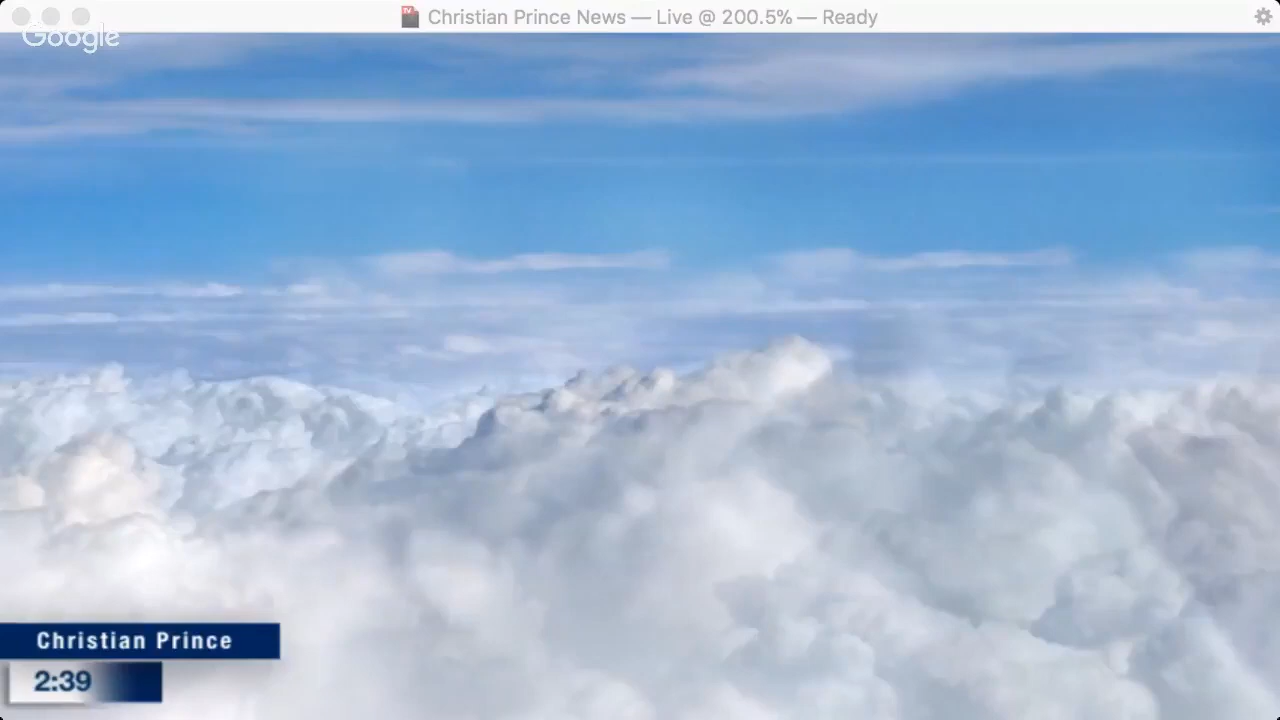 Christian Prince News — Live @ 200.5% — Ready
Google
Christian Prince
2:39